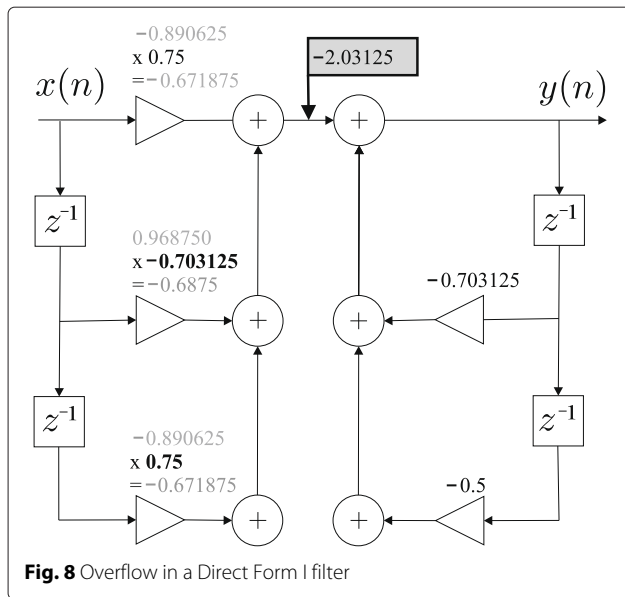 −0.890625
x 0.75
=−0.671875
−2.03125
x(n)
y(n)
+
+
z⁻¹
z⁻¹
0.968750
x −0.703125
=−0.6875
−0.703125
+
+
z⁻¹
z⁻¹
−0.890625
x 0.75
=−0.671875
−0.5
+
+
Fig. 8 Overflow in a Direct Form I filter